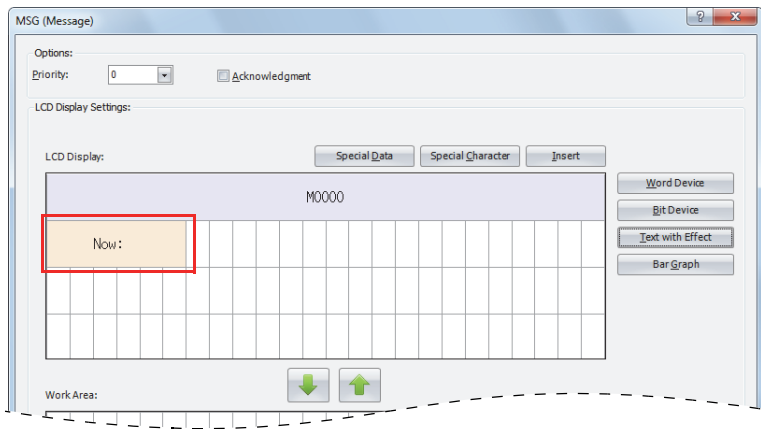 MSG (Message)
Options:
Priority: 0 Acknowledgment
LCD Display Settings:
LCD Display: Special Data Special Character Insert
M0000
Word Device
Bit Device
Now: Text with Effect
Bar Graph
Work Area: